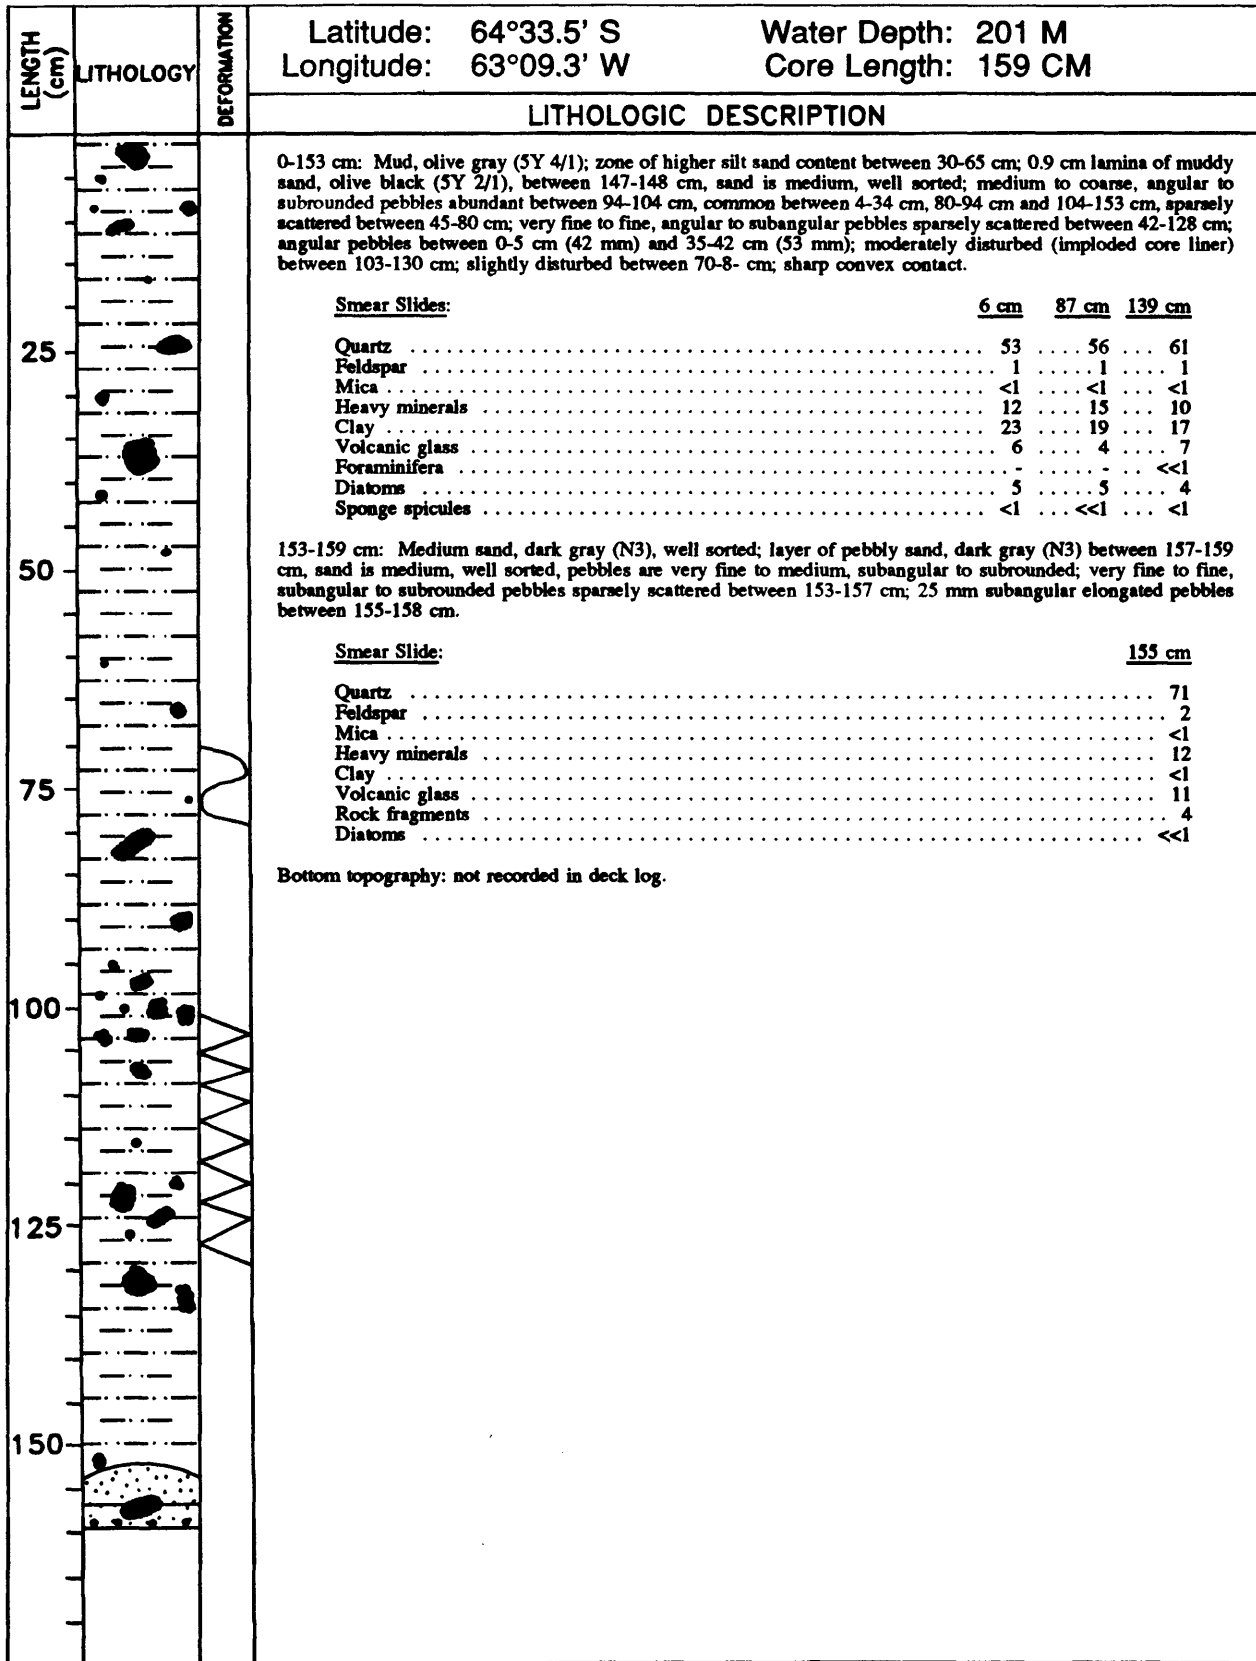 LENGTH (cm)
LITHOLOGY
DEFORMATION
Latitude: 64°33.5' S Water Depth: 201 M
Longitude: 63°09.3' W Core Length: 159 CM
LITHOLOGIC DESCRIPTION
0-153 cm: Mud, olive gray (5Y 4/1); zone of higher silt sand content between 30-65 cm; 0.9 cm lamina of muddy
sand, olive black (5Y 2/1), between 147-148 cm, sand is medium, well sorted; medium to coarse, angular to
subrounded pebbles abundant between 94-104 cm, common between 4-34 cm, 80-94 cm and 104-153 cm, sparsely
scattered between 45-80 cm; very fine to fine, angular to subangular pebbles sparsely scattered between 42-128 cm;
angular pebbles between 0-5 cm (42 mm) and 35-42 cm (53 mm); moderately disturbed (imploded core liner)
between 103-130 cm; slightly disturbed between 70-8- cm; sharp convex contact.
Smear Slides: 6 cm 87 cm 139 cm
Quartz 53 56 61
Feldspar 1 1 1
Mica <1 <1 <1
Heavy minerals 12 15 10
Clay 23 19 17
Volcanic glass 6 4 7
Foraminifera - - <<1
Diatoms 5 5 4
Sponge spicules <1 <<1 <1
153-159 cm: Medium sand, dark gray (N3), well sorted; layer of pebbly sand, dark gray (N3) between 157-159
cm, sand is medium, well sorted, pebbles are very fine to medium, subangular to subrounded; very fine to fine,
subangular to subrounded pebbles sparsely scattered between 153-157 cm; 25 mm subangular elongated pebbles
between 155-158 cm.
Smear Slide: 155 cm
Quartz 71
Feldspar 2
Mica <1
Heavy minerals 12
Clay <1
Volcanic glass 11
Rock fragments 4
Diatoms <<1
Bottom topography: not recorded in deck log.
25
50
75
100
125
150